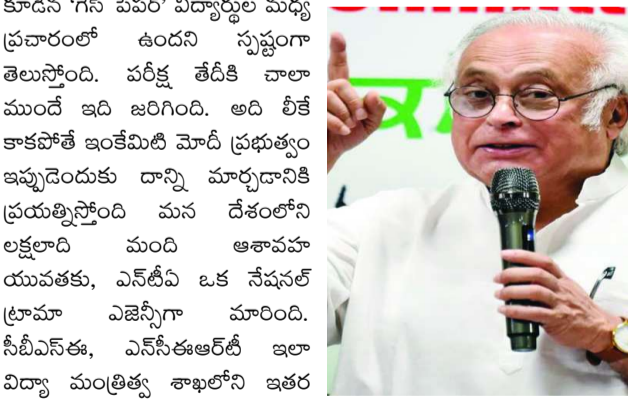 కూడిన ‘గెస్ పేపర్’ విద్యార్థుల మధ్య
ప్రచారంలో ఉందని స్పష్టంగా
తెలుస్తోంది. పరీక్ష తేదీకి చాలా
ముందే ఇది జరిగింది. అది లీకే
కాకపోతే ఇంకేమిటి మోదీ ప్రభుత్వం
ఇప్పుడెందుకు దాన్ని మార్చడానికి
ప్రయత్నిస్తోంది మన దేశంలోని
లక్షలాది మంది ఆశావహ
యువతకు, ఎన్‌టీఏ ఒక నేషనల్
ట్రామా ఎజెన్సీగా మారింది.
సీబీఎస్ఈ, ఎన్‌సీఈఆర్‌టీ ఇలా
విద్యా మంత్రిత్వ శాఖలోని ఇతర